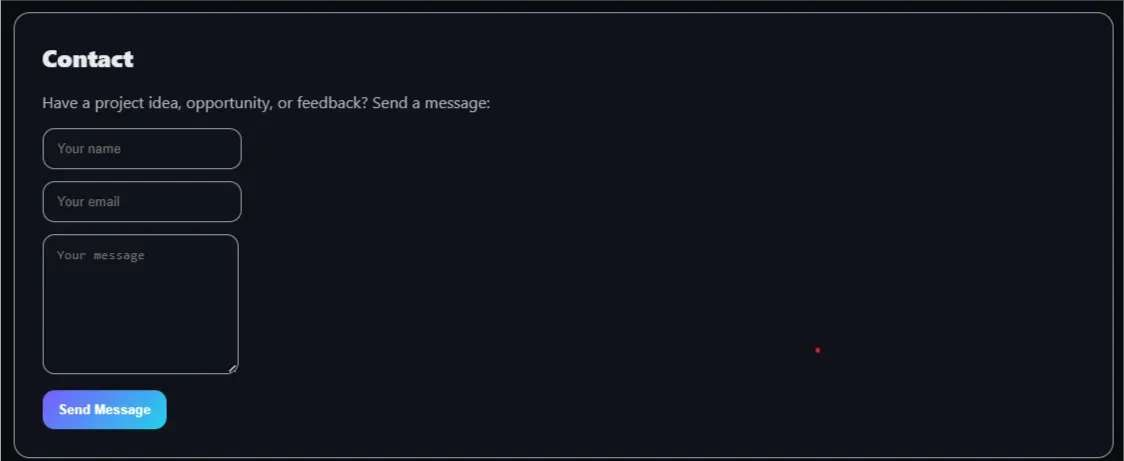 Contact
Have a project idea, opportunity, or feedback? Send a message:
Your name
Your email
Your message
Send Message